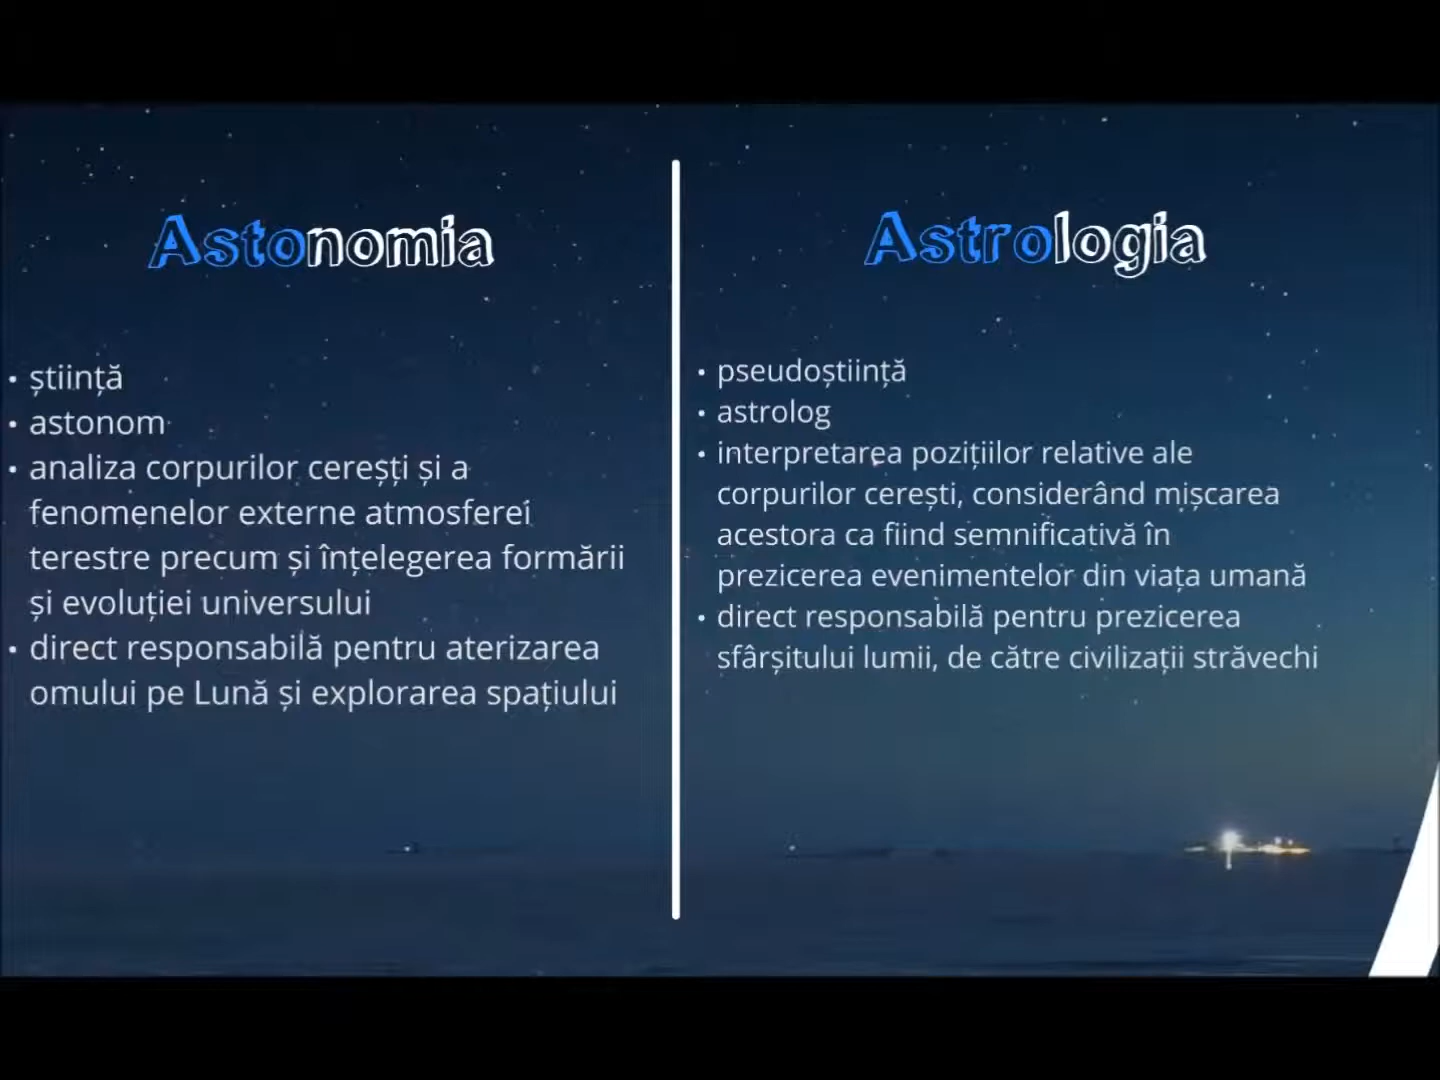 Astonomia
• știință
• astonom
• analiza corpurilor cerești și a
fenomenelor externe atmosferei
terestre precum și înțelegerea formării
și evoluției universului
• direct responsabilă pentru aterizarea
omului pe Lună și explorarea spațiului
Astrologia
• pseudoștiință
• astrolog
• interpretarea pozițiilor relative ale
corpurilor cerești, considerând mișcarea
acestora ca fiind semnificativă în
prezicerea evenimentelor din viața umană
• direct responsabilă pentru prezicerea
sfârșitului lumii, de către civilizații străvechi